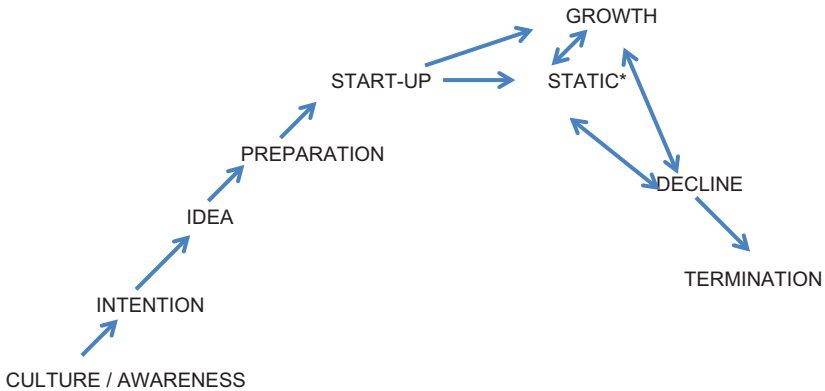 GROWTH
START-UP
STATIC*
PREPARATION
DECLINE
IDEA
TERMINATION
INTENTION
CULTURE / AWARENESS